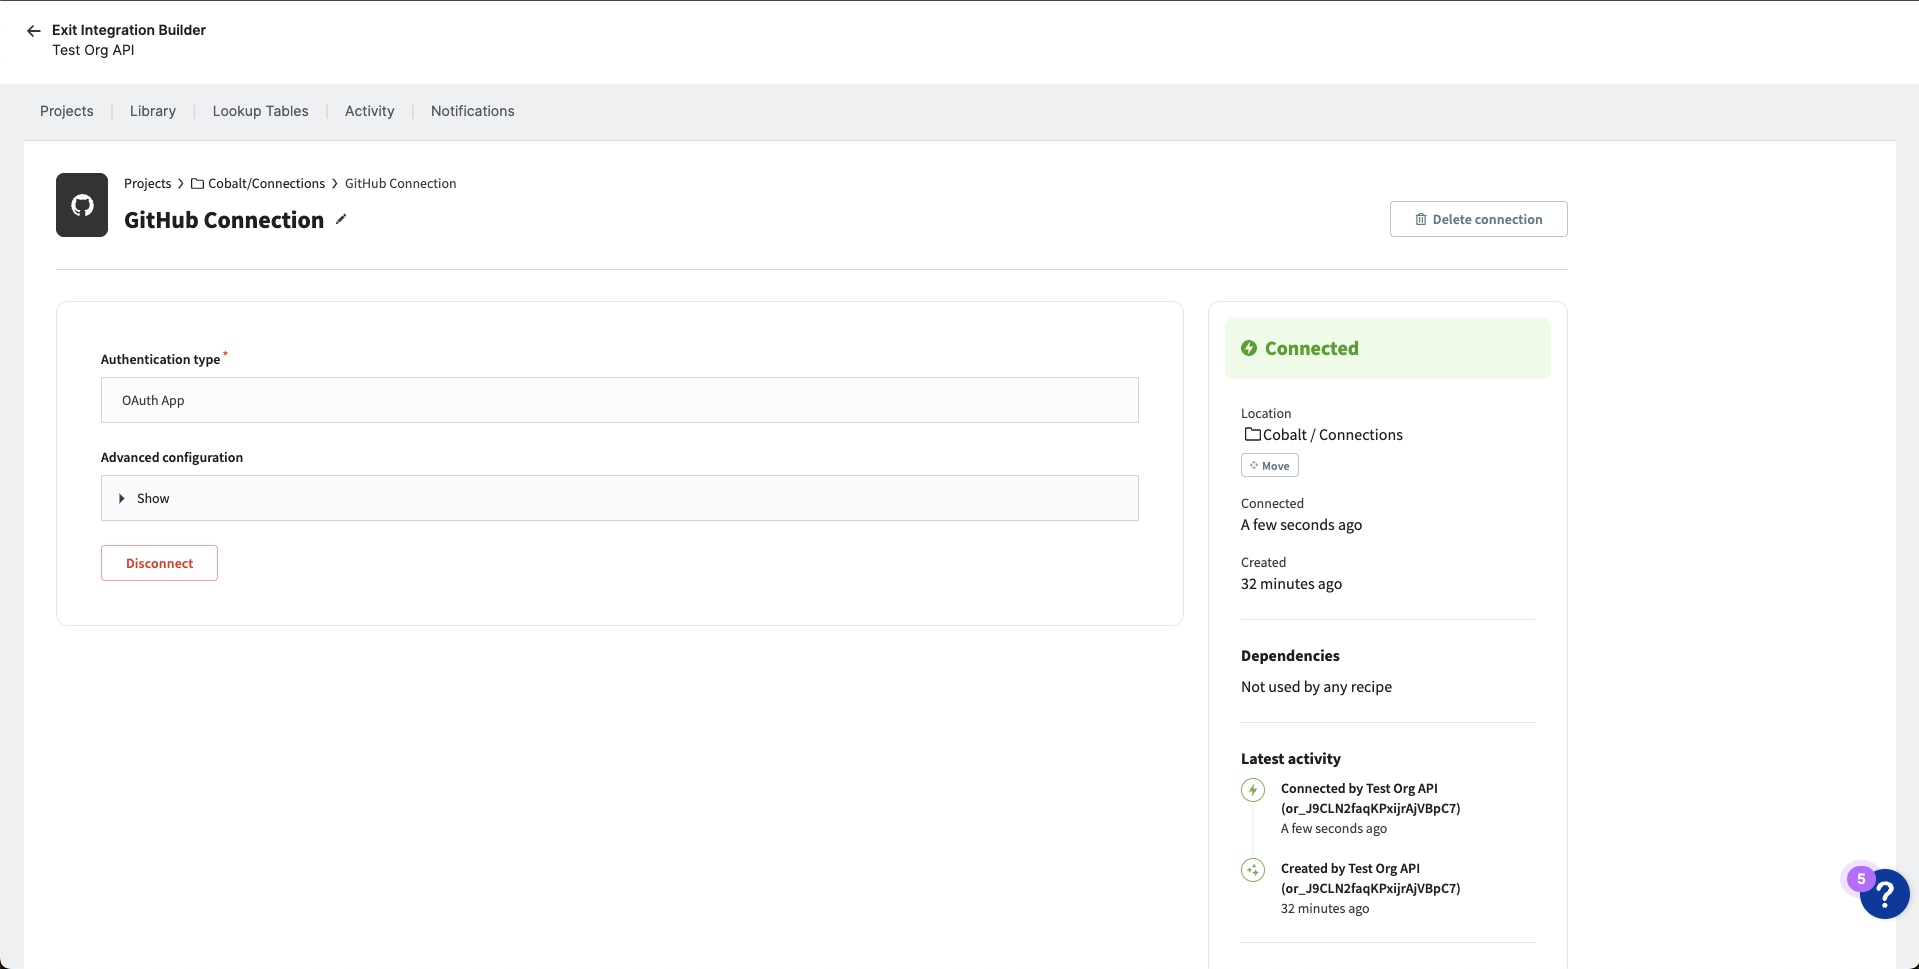 Exit Integration Builder
Test Org API
Projects | Library | Lookup Tables | Activity | Notifications
Projects > Cobalt/Connections > GitHub Connection
GitHub Connection
Delete connection
Authentication type *
OAuth App
Advanced configuration
Show
Disconnect
Connected
Location
Cobalt / Connections
Move
Connected
A few seconds ago
Created
32 minutes ago
Dependencies
Not used by any recipe
Latest activity
Connected by Test Org API
(or_J9CLN2faqKPxijrAjVBpC7)
A few seconds ago
Created by Test Org API
(or_J9CLN2faqKPxijrAjVBpC7)
32 minutes ago
5
?